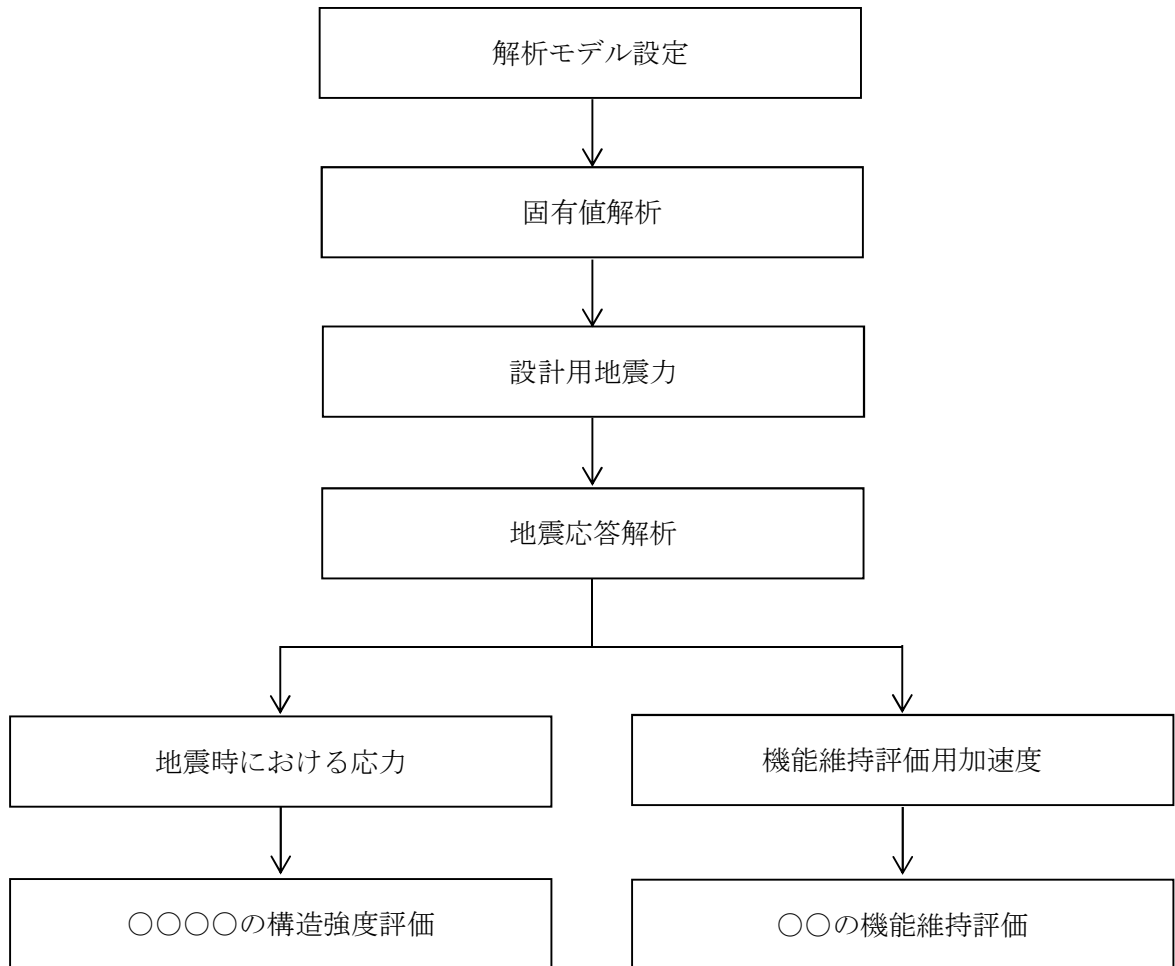 解析モデル設定
固有値解析
設計用地震力
地震応答解析
地震時における応力
機能維持評価用加速度
○○○○の構造強度評価
○○の機能維持評価